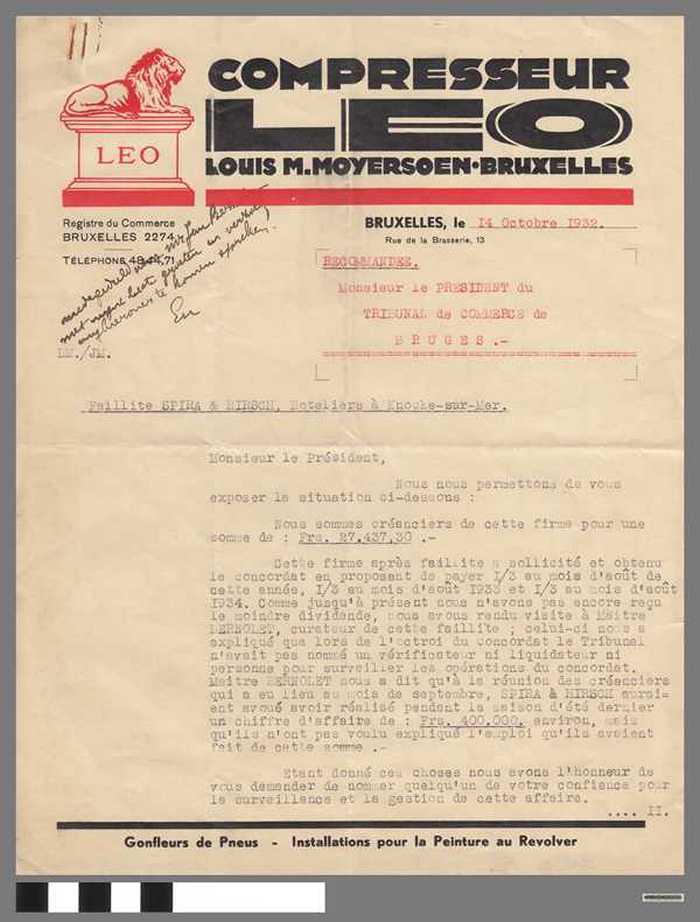 COMPRESSEUR
LEO
LEO
LOUIS M. MOYERSOEN • BRUXELLES
Registre du Commerce
BRUXELLES 2274
TÉLÉPHONE 48.44.71
BRUXELLES, le 14 Octobre 1932.
Rue de la Brasserie, 13
RECOMMANDEE.
Monsieur le PRESIDENT du
TRIBUNAL de COMMERCE de
BRUGES.-
LM./JM.
Faillite SPIRA & HIRSCH, Hoteliers à Knocke-sur-Mer.
Monsieur le Président,
Nous nous permettons de vous
exposer la situation ci-dessous :
Nous sommes créanciers de cette firme pour une
somme de : Frs. 27.437,30 .-
Cette firme après faillite a sollicité et obtenu
le concordat en proposant de payer I/3 au mois d'août de
cette année, I/3 au mois d'août 1933 et I/3 au mois d'août
1934. Comme jusqu'à présent nous n'avons pas encore reçu
le moindre dividende, nous avons rendu visite à Maître
BERNOLET, curateur de cette faillite ; celui-ci nous a
expliqué que lors de l'octroi du concordat le Tribunal
n'avait pas nommé un vérificateur ni liquidateur ni
personne pour surveiller les opérations du concordat.
Maitre BERNOLET nous a dit qu'à la réunion des créanciers
qui a eu lieu au mois de septembre, SPIRA & HIRSCH aurai-
ent avoué avoir réalisé pendant la saison d'été dernier
un chiffre d'affaire de : Frs. 400.000. environ, mais
qu'ils n'ont pas voulu expliqué l'emploi qu'ils avaient
fait de cette somme .-
Etant donné ces choses nous avons l'honneur de
vous demander de nommer quelqu'un de votre confiance pour
la surveillance et la gestion de cette affaire.
.... II.
Gonfleurs de Pneus - Installations pour la Peinture au Revolver